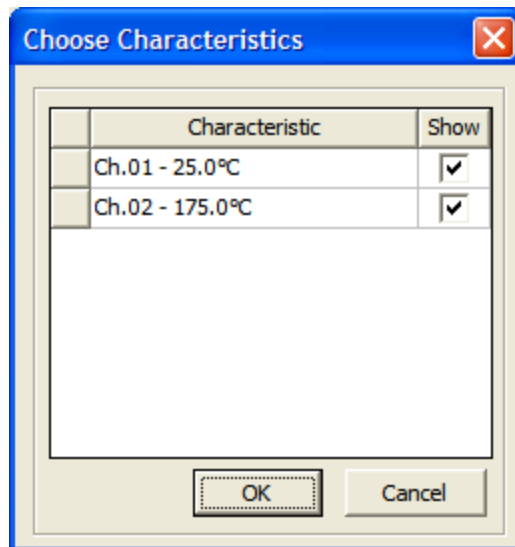 Choose Characteristics
Characteristic Show
Ch.01 - 25.0°C
Ch.02 - 175.0°C
OK Cancel